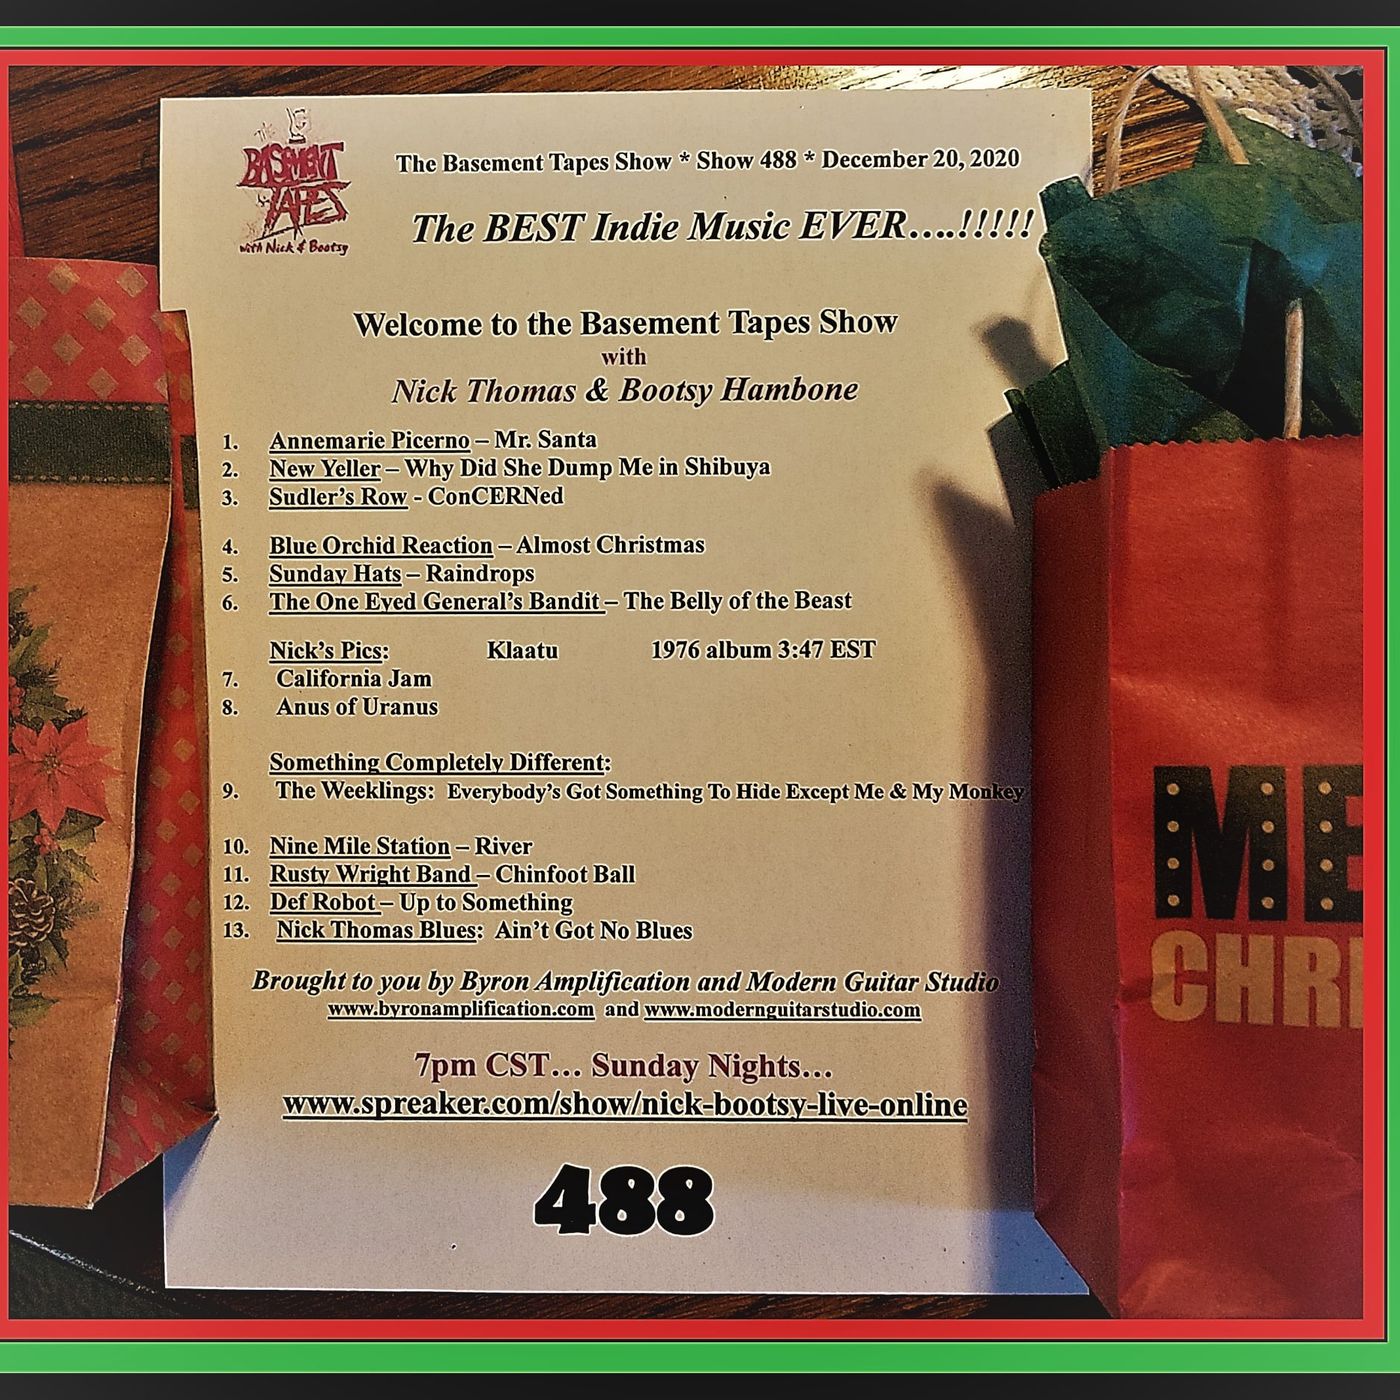 THE
BASEMENT
TAPES
with Nick & Bootsy
The Basement Tapes Show * Show 488 * December 20, 2020
The BEST Indie Music EVER....!!!!!
Welcome to the Basement Tapes Show
with
Nick Thomas & Bootsy Hambone
1. Annemarie Picerno – Mr. Santa
2. New Yeller – Why Did She Dump Me in Shibuya
3. Sudler's Row - ConCERNed
4. Blue Orchid Reaction – Almost Christmas
5. Sunday Hats – Raindrops
6. The One Eyed General's Bandit – The Belly of the Beast
Nick's Pics: Klaatu 1976 album 3:47 EST
7. California Jam
8. Anus of Uranus
Something Completely Different:
9. The Weeklings: Everybody's Got Something To Hide Except Me & My Monkey
10. Nine Mile Station – River
11. Rusty Wright Band – Chinfoot Ball
12. Def Robot – Up to Something
13. Nick Thomas Blues: Ain't Got No Blues
Brought to you by Byron Amplification and Modern Guitar Studio
www.byronamplification.com and www.modernguitarstudio.com
7pm CST... Sunday Nights...
www.spreaker.com/show/nick-bootsy-live-online
488
ME
CHRI